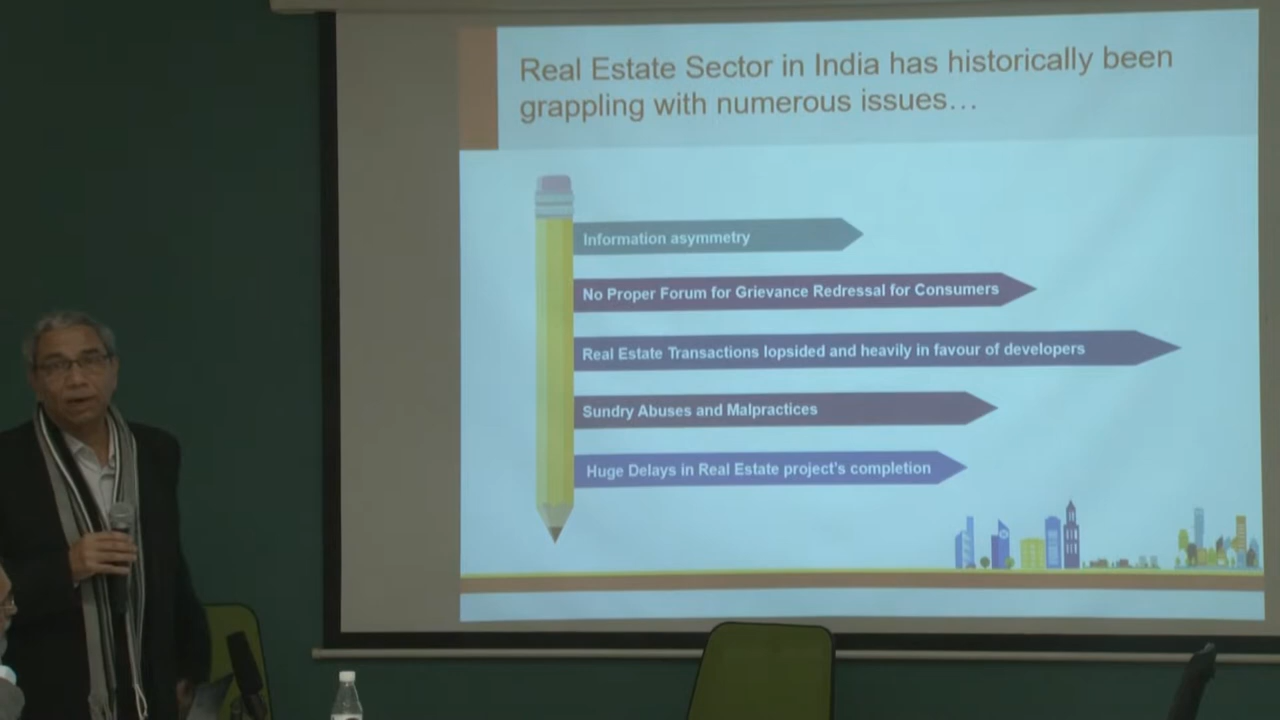 Real Estate Sector in India has historically been
grappling with numerous issues…
Information asymmetry
No Proper Forum for Grievance Redressal for Consumers
Real Estate Transactions lopsided and heavily in favour of developers
Sundry Abuses and Malpractices
Huge Delays in Real Estate project's completion